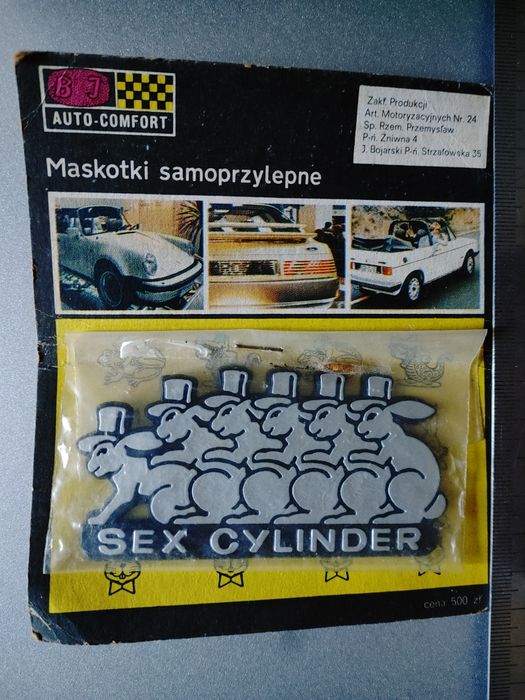 BJ
AUTO-COMFORT
Zakł. Produkcji
Art. Motoryzacyjnych Nr. 24
Sp. Rzem. Przemysław
P-ń. Żniwna 4
J. Bojarski P-ń. Strzałowska 35
Maskotki samoprzylepne
SEX CYLINDER
cena 500 zł